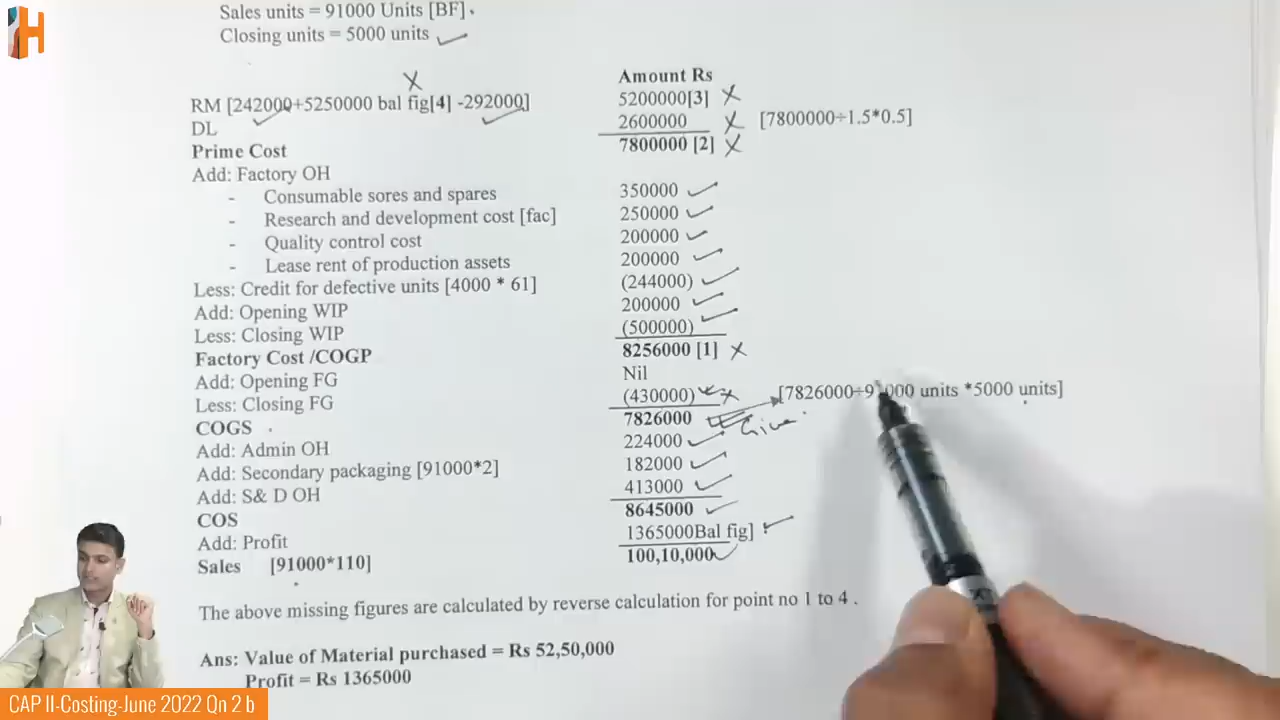 Sales units = 91000 Units [BF]
Closing units = 5000 units
Amount Rs
RM [242000+5250000 bal fig[4] -292000] 5200000[3]
DL 2600000 [7800000÷1.5*0.5]
Prime Cost 7800000 [2]
Add: Factory OH
- Consumable sores and spares 350000
- Research and development cost [fac] 250000
- Quality control cost 200000
- Lease rent of production assets 200000
Less: Credit for defective units [4000 * 61] (244000)
Add: Opening WIP 200000
Less: Closing WIP (500000)
Factory Cost /COGP 8256000 [1]
Add: Opening FG Nil
Less: Closing FG (430000) [7826000÷91000 units *5000 units]
COGS 7826000 Given
Add: Admin OH 224000
Add: Secondary packaging [91000*2] 182000
Add: S& D OH 413000
COS 8645000
Add: Profit 1365000Bal fig]
Sales [91000*110] 100,10,000
The above missing figures are calculated by reverse calculation for point no 1 to 4 .
Ans: Value of Material purchased = Rs 52,50,000
Profit = Rs 1365000
CAP II-Costing-June 2022 Qn 2 b